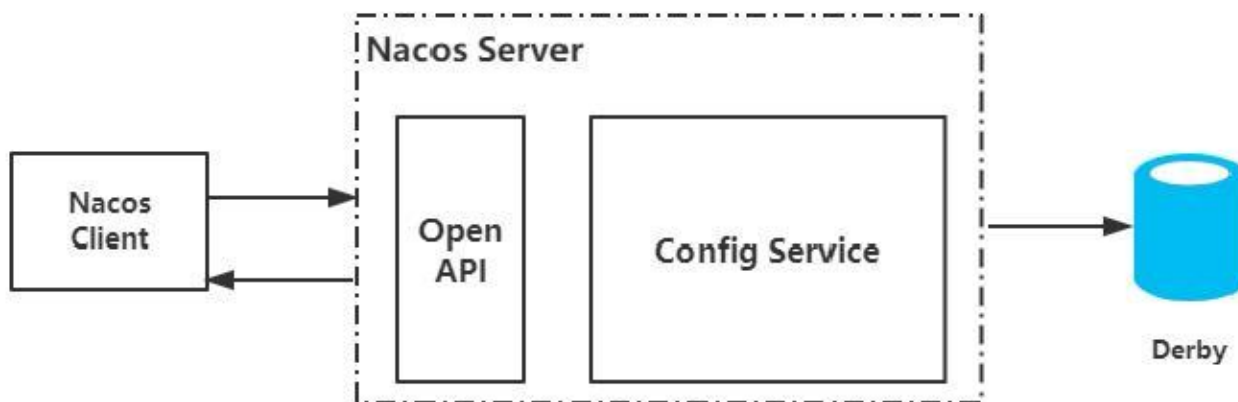 Nacos Server
Nacos
Client
Open
API
Config Service
Derby